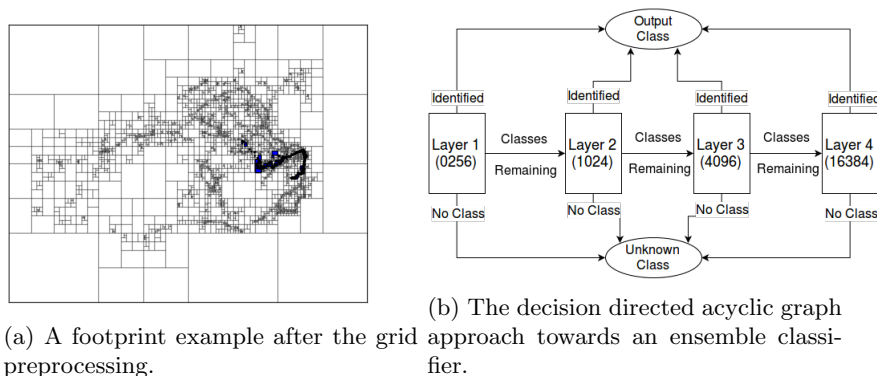 Output
Class
Identified
Identified
Identified
Identified
Layer 1
(0256)
Classes
Remaining
Layer 2
(1024)
Classes
Remaining
Layer 3
(4096)
Classes
Remaining
Layer 4
(16384)
No Class
No Class
No Class
No Class
Unknown
Class
(a) A footprint example after the grid
preprocessing.
(b) The decision directed acyclic graph
approach towards an ensemble classi-
fier.